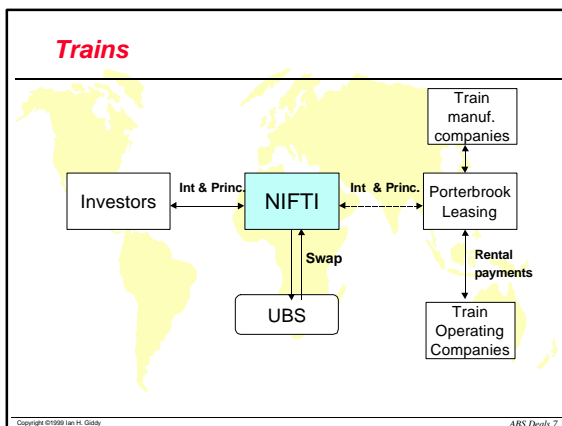 Trains
Train
manuf.
companies
Investors
Int & Princ.
NIFTI
Int & Princ.
Porterbrook
Leasing
Swap
Rental
payments
UBS
Train
Operating
Companies
Copyright ©1999 Ian H. Giddy
ABS Deals 7